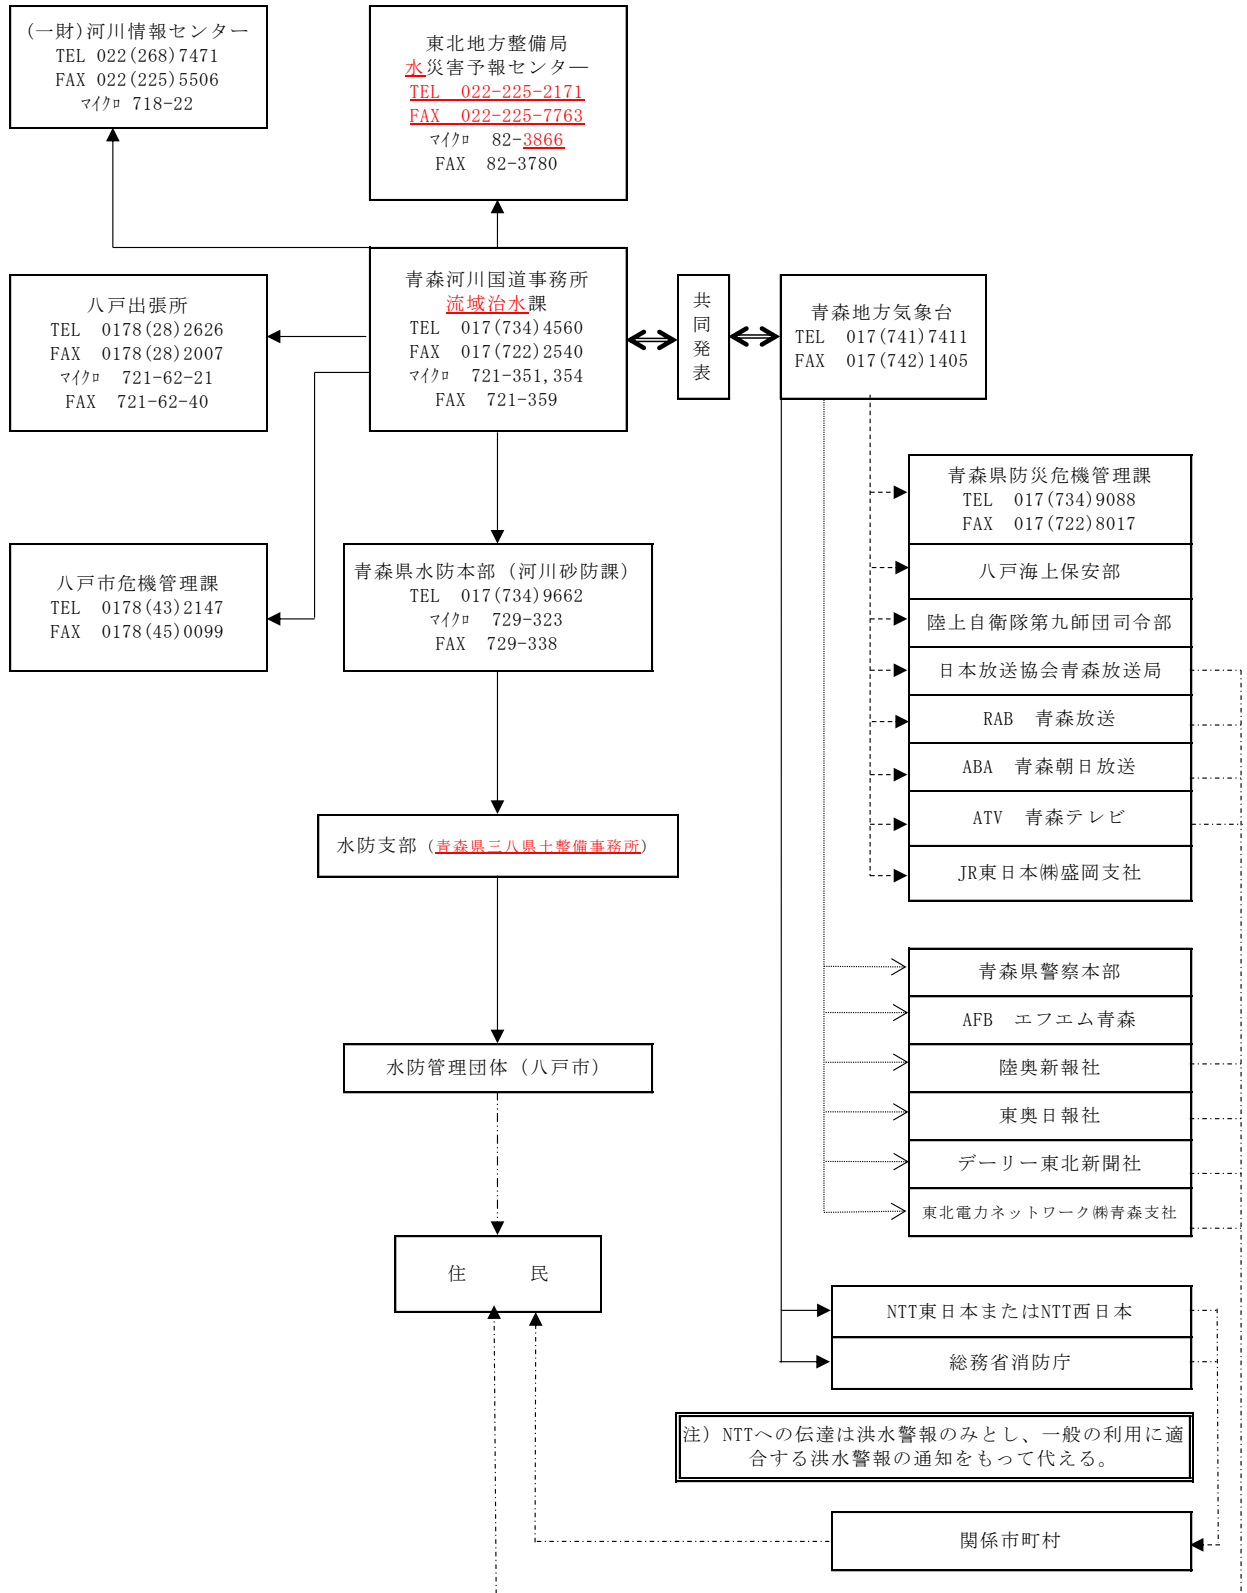 (一財)河川情報センター
TEL 022(268)7471
FAX 022(225)5506
ﾏｲｸﾛ 718-22
東北地方整備局
水災害予報センター
TEL　022-225-2171
FAX　022-225-7763
ﾏｲｸﾛ　82-3866
FAX　82-3780
八戸出張所
TEL　0178(28)2626
FAX　0178(28)2007
ﾏｲｸﾛ　721-62-21
FAX　721-62-40
青森河川国道事務所
流域治水課
TEL　017(734)4560
FAX　017(722)2540
ﾏｲｸﾛ　721-351,354
FAX　721-359
共同発表
青森地方気象台
TEL　017(741)7411
FAX　017(742)1405
八戸市危機管理課
TEL　0178(43)2147
FAX　0178(45)0099
青森県水防本部（河川砂防課）
TEL　017(734)9662
ﾏｲｸﾛ　729-323
FAX　729-338
水防支部（青森県三八県土整備事務所）
水防管理団体（八戸市）
住　　　民
青森県防災危機管理課
TEL　017(734)9088
FAX　017(722)8017
八戸海上保安部
陸上自衛隊第九師団司令部
日本放送協会青森放送局
RAB　青森放送
ABA　青森朝日放送
ATV　青森テレビ
JR東日本㈱盛岡支社
青森県警察本部
AFB　エフエム青森
陸奥新報社
東奥日報社
デーリー東北新聞社
東北電力ネットワーク㈱青森支社
NTT東日本またはNTT西日本
総務省消防庁
注）NTTへの伝達は洪水警報のみとし、一般の利用に適
合する洪水警報の通知をもって代える。
関係市町村